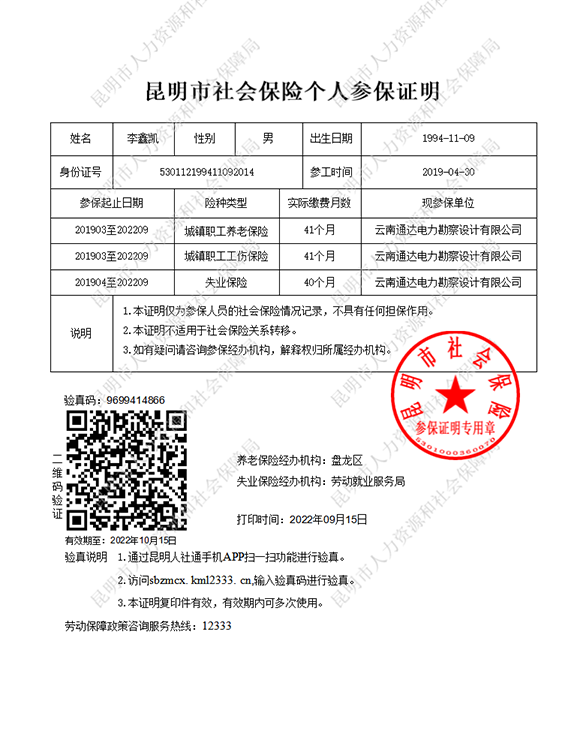 昆明市社会保险个人参保证明
姓名 李鑫凯 性别 男 出生日期 1994-11-09
身份证号 530112199411092014 参工时间 2019-04-30
参保起止日期 险种类型 实际缴费月数 现参保单位
201903至202209 城镇职工养老保险 41个月 云南通达电力勘察设计有限公司
201903至202209 城镇职工工伤保险 41个月 云南通达电力勘察设计有限公司
201904至202209 失业保险 40个月 云南通达电力勘察设计有限公司
说明
1.本证明仅为参保人员的社会保险情况记录，不具有任何担保作用。
2.本证明不适用于社会保险关系转移。
3.如有疑问请咨询参保经办机构，解释权归所属经办机构。
昆明市社会保险
参保证明专用章
5301000360070
验真码：9699414866
二维码验证
养老保险经办机构：盘龙区
失业保险经办机构：劳动就业服务局
打印时间：2022年09月15日
有效期至：2022年10月15日
验真说明 1.通过昆明人社通手机APP扫一扫功能进行验真。
2.访问sbzmcx.kml2333.cn,输入验真码进行验真。
3.本证明复印件有效，有效期内可多次使用。
劳动保障政策咨询服务热线：12333
昆明市人力资源和社会保障局